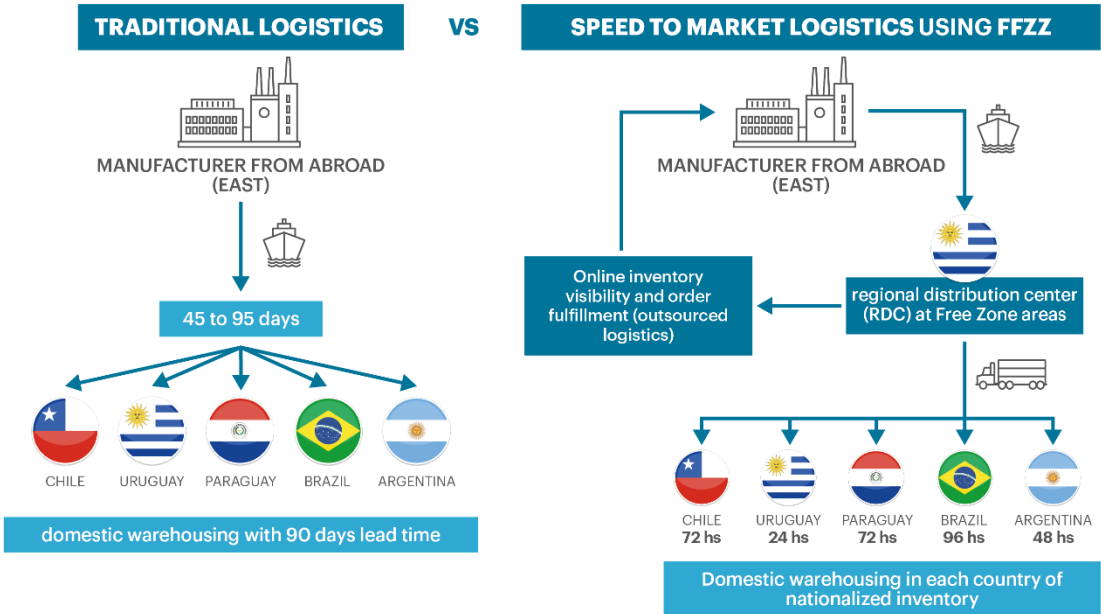 TRADITIONAL LOGISTICS
VS
SPEED TO MARKET LOGISTICS USING FFZZ
MANUFACTURER FROM ABROAD
(EAST)
45 to 95 days
CHILE
URUGUAY
PARAGUAY
BRAZIL
ARGENTINA
domestic warehousing with 90 days lead time
MANUFACTURER FROM ABROAD
(EAST)
Online inventory
visibility and order
fulfillment (outsourced
logistics)
regional distribution center
(RDC) at Free Zone areas
CHILE
72 hs
URUGUAY
24 hs
PARAGUAY
72 hs
BRAZIL
96 hs
ARGENTINA
48 hs
Domestic warehousing in each country of
nationalized inventory